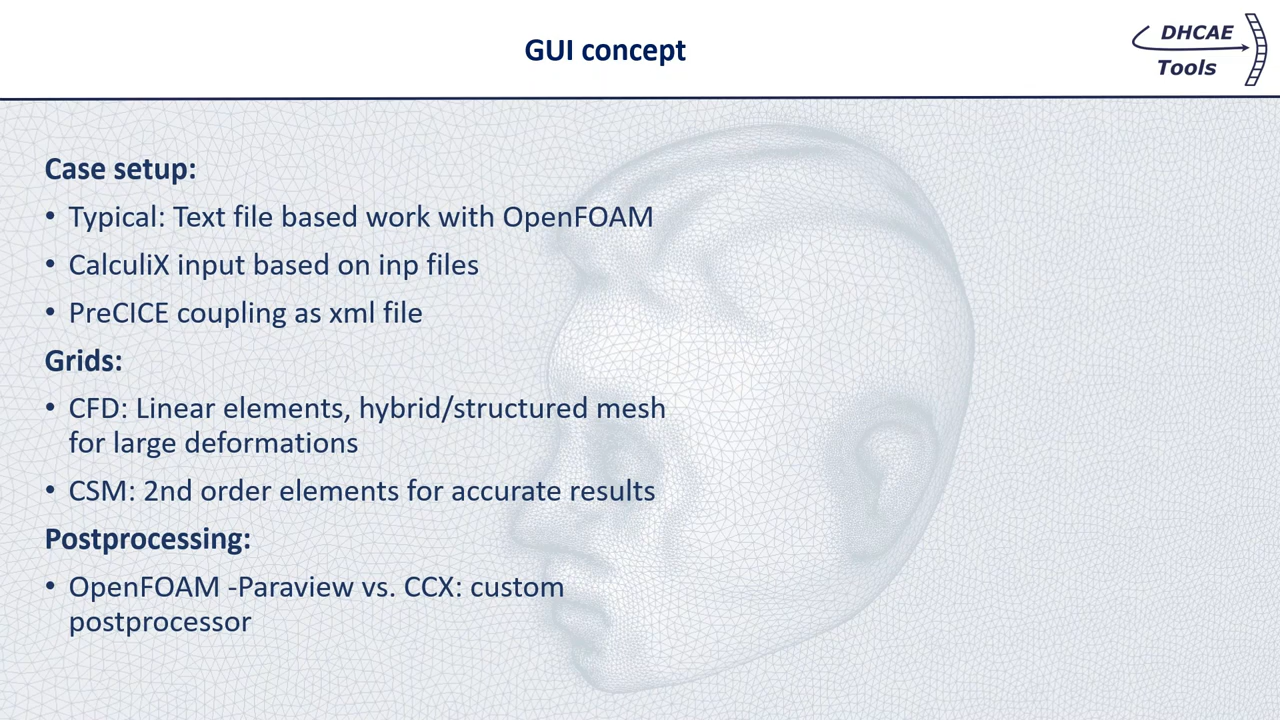 GUI concept
DHCAE
Tools
Case setup:
• Typical: Text file based work with OpenFOAM
• CalculiX input based on inp files
• PreCICE coupling as xml file
Grids:
• CFD: Linear elements, hybrid/structured mesh
for large deformations
• CSM: 2nd order elements for accurate results
Postprocessing:
• OpenFOAM -Paraview vs. CCX: custom
postprocessor